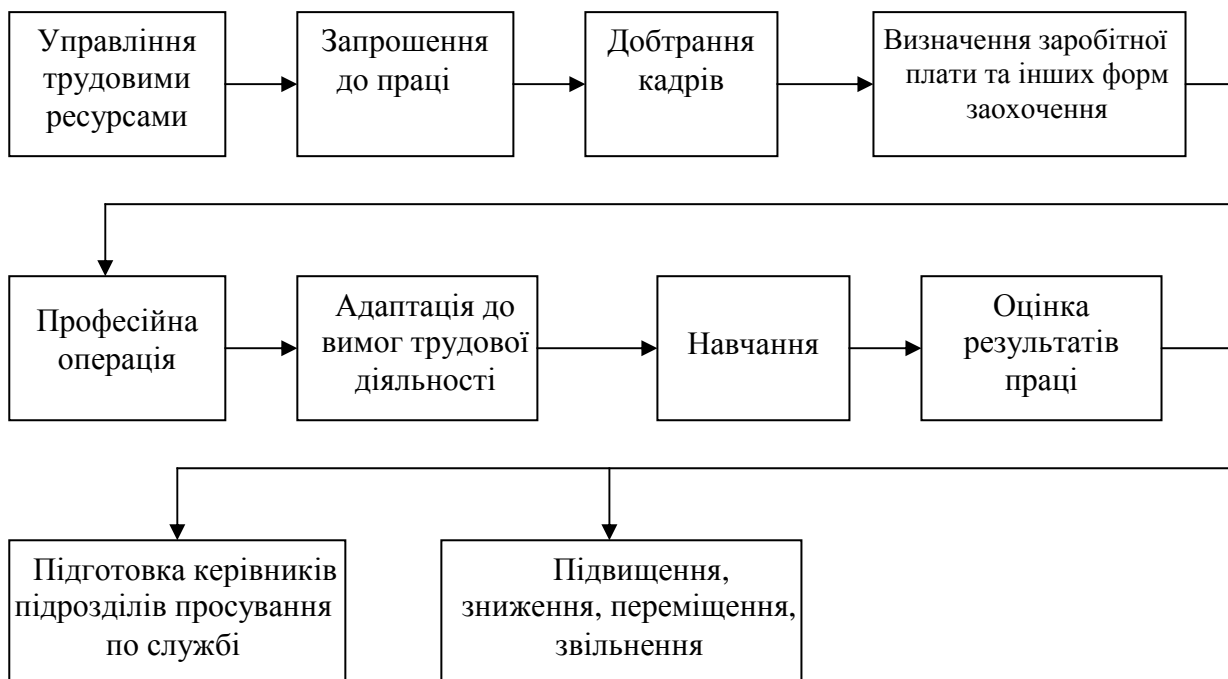 Управління
трудовими
ресурсами
Запрошення
до праці
Добтрання
кадрів
Визначення заробітної
плати та інших форм
заохочення
Професійна
операція
Адаптація до
вимог трудової
діяльності
Навчання
Оцінка
результатів
праці
Підготовка керівників
підрозділів просування
по службі
Підвищення,
зниження, переміщення,
звільнення